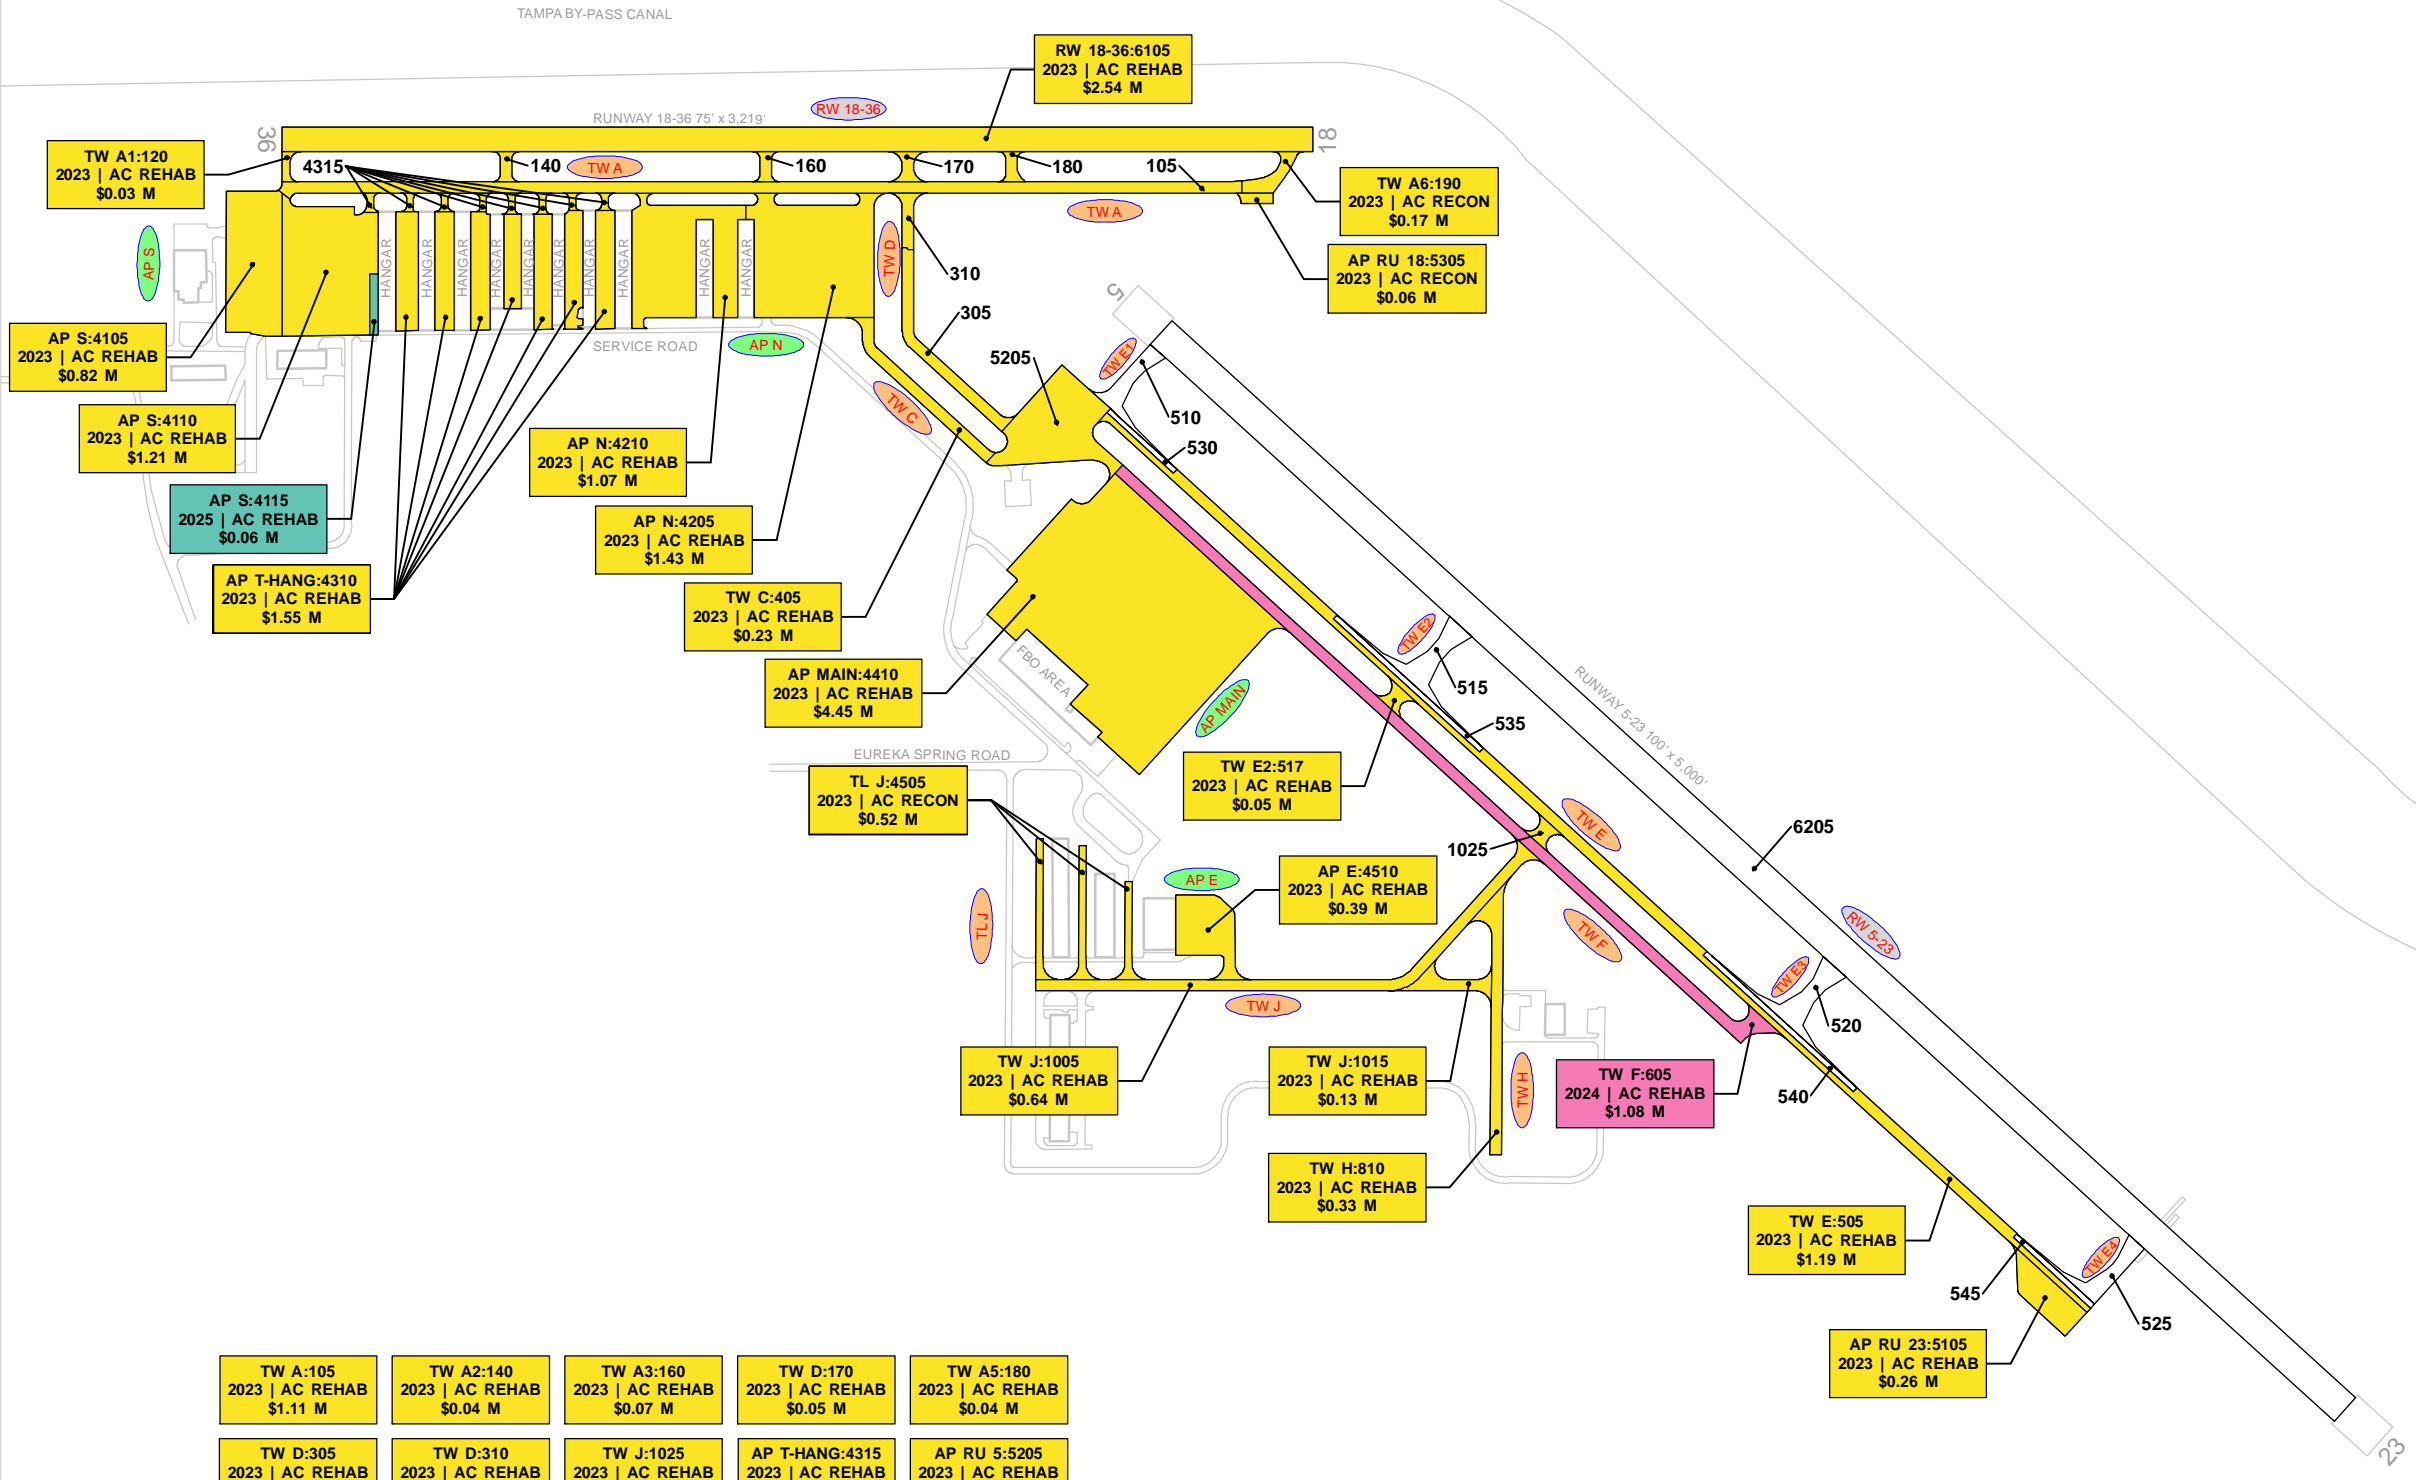 TAMPA BY-PASS CANAL
RW 18-36:6105
2023 | AC REHAB
$2.54 M
RW 18-36
RUNWAY 18-36 75' x 3,219'
36
18
TW A1:120
2023 | AC REHAB
$0.03 M
4315
140
TW A
160
170
180
105
TW A6:190
2023 | AC RECON
$0.17 M
TW A
AP RU 18:5305
2023 | AC RECON
$0.06 M
AP S
HANGAR
HANGAR
HANGAR
HANGAR
HANGAR
HANGAR
HANGAR
HANGAR
HANGAR
HANGAR
TW D
310
305
5
AP S:4105
2023 | AC REHAB
$0.82 M
SERVICE ROAD
AP N
5205
TW E1
510
530
TW C
AP S:4110
2023 | AC REHAB
$1.21 M
AP N:4210
2023 | AC REHAB
$1.07 M
AP S:4115
2025 | AC REHAB
$0.06 M
AP N:4205
2023 | AC REHAB
$1.43 M
AP T-HANG:4310
2023 | AC REHAB
$1.55 M
TW C:405
2023 | AC REHAB
$0.23 M
AP MAIN:4410
2023 | AC REHAB
$4.45 M
FBO AREA
AP MAIN
TW E2
515
535
RUNWAY 5-23 100' x 5,000'
EUREKA SPRING ROAD
TW E2:517
2023 | AC REHAB
$0.05 M
TL J:4505
2023 | AC RECON
$0.52 M
TW E
6205
1025
AP E
AP E:4510
2023 | AC REHAB
$0.39 M
TL J
TW F
RW 5-23
TW E3
520
540
TW J
TW J:1005
2023 | AC REHAB
$0.64 M
TW J:1015
2023 | AC REHAB
$0.13 M
TW H
TW F:605
2024 | AC REHAB
$1.08 M
TW H:810
2023 | AC REHAB
$0.33 M
TW E:505
2023 | AC REHAB
$1.19 M
TW E4
545
525
AP RU 23:5105
2023 | AC REHAB
$0.26 M
23
TW A:105
2023 | AC REHAB
$1.11 M
TW A2:140
2023 | AC REHAB
$0.04 M
TW A3:160
2023 | AC REHAB
$0.07 M
TW D:170
2023 | AC REHAB
$0.05 M
TW A5:180
2023 | AC REHAB
$0.04 M
TW D:305
2023 | AC REHAB
TW D:310
2023 | AC REHAB
TW J:1025
2023 | AC REHAB
AP T-HANG:4315
2023 | AC REHAB
AP RU 5:5205
2023 | AC REHAB